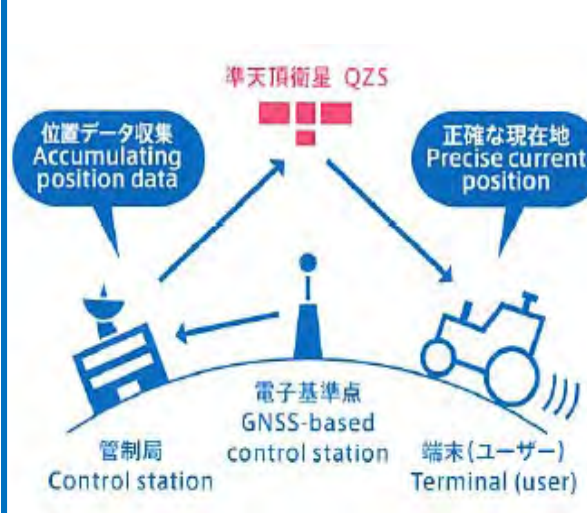 準天頂衛星 QZS
位置データ収集
Accumulating
position data
正確な現在地
Precise current
position
電子基準点
GNSS-based
control station
管制局
Control station
端末(ユーザー)
Terminal (user)